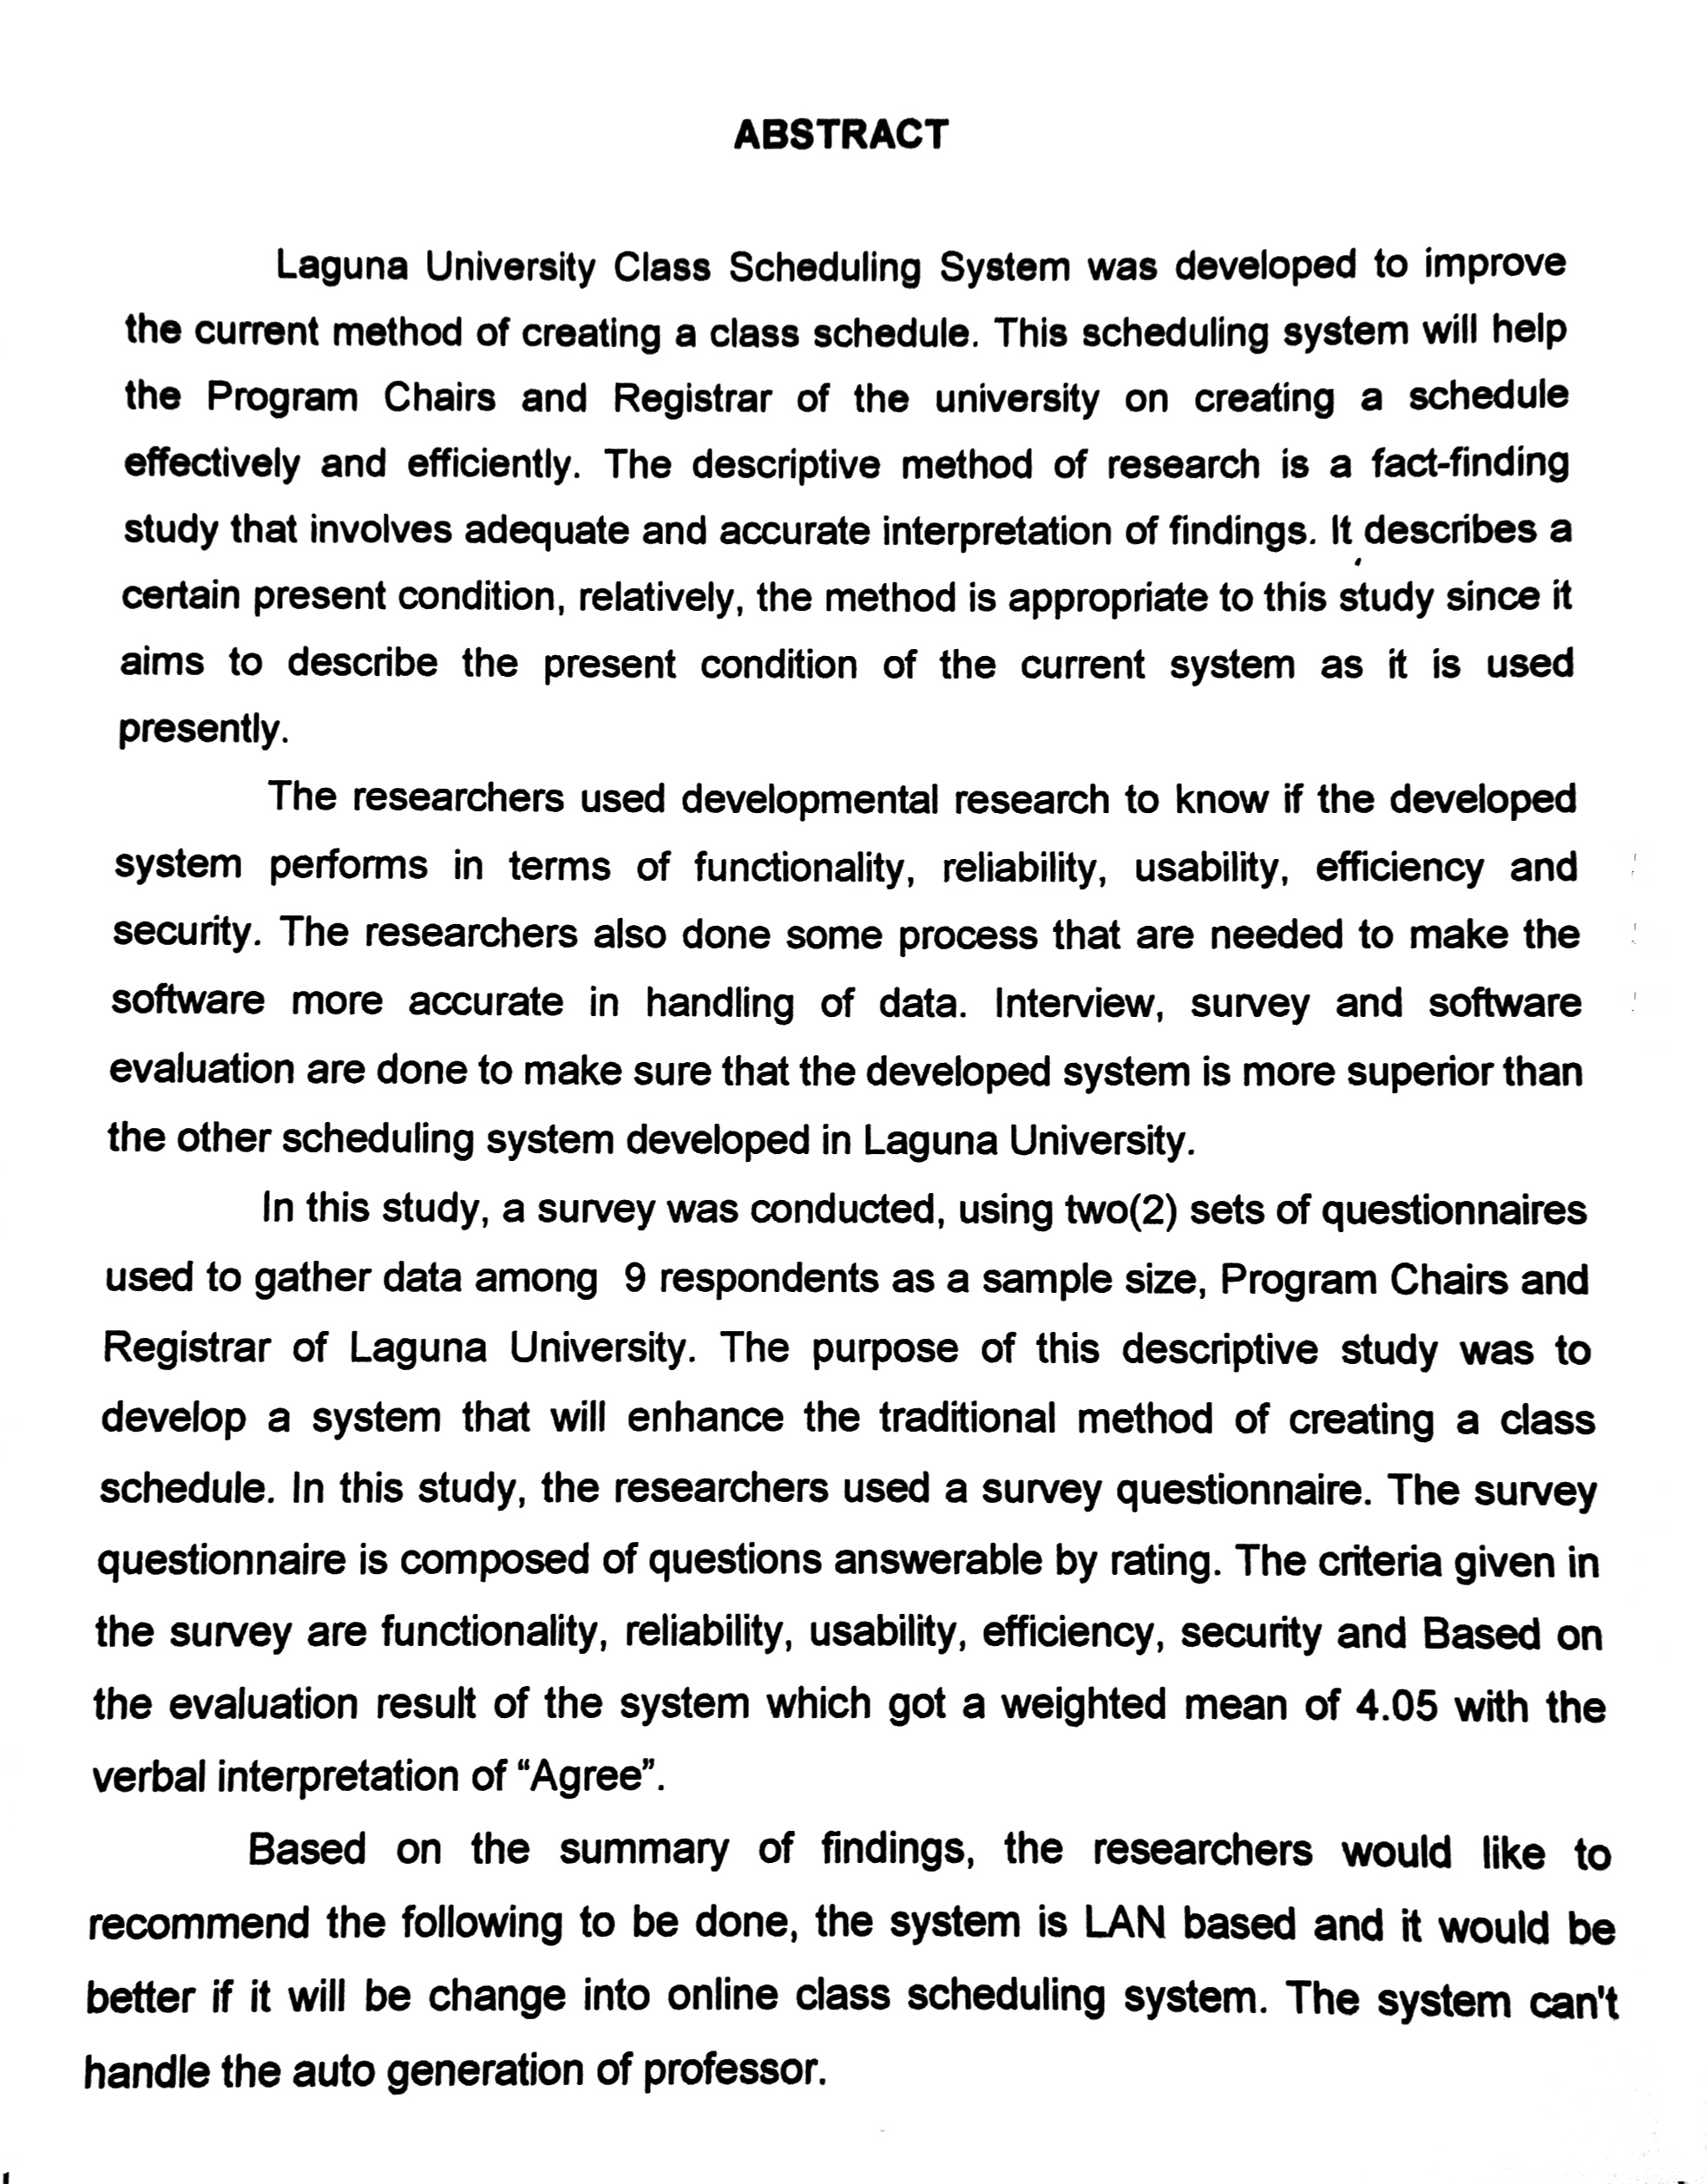 ABSTRACT
Laguna University Class Scheduling System was developed to improve
the current method of creating a class schedule. This scheduling system will help
the Program Chairs and Registrar of the university on creating a schedule
effectively and efficiently. The descriptive method of research is a fact-finding
study that involves adequate and accurate interpretation of findings. It describes a
certain present condition, relatively, the method is appropriate to this study since it
aims to describe the present condition of the current system as it is used
presently.
The researchers used developmental research to know if the developed
system performs in terms of functionality, reliability, usability, efficiency and
security. The researchers also done some process that are needed to make the
software more accurate in handling of data. Interview, survey and software
evaluation are done to make sure that the developed system is more superior than
the other scheduling system developed in Laguna University.
In this study, a survey was conducted, using two(2) sets of questionnaires
used to gather data among 9 respondents as a sample size, Program Chairs and
Registrar of Laguna University. The purpose of this descriptive study was to
develop a system that will enhance the traditional method of creating a class
schedule. In this study, the researchers used a survey questionnaire. The survey
questionnaire is composed of questions answerable by rating. The criteria given in
the survey are functionality, reliability, usability, efficiency, security and Based on
the evaluation result of the system which got a weighted mean of 4.05 with the
verbal interpretation of “Agree”.
Based on the summary of findings, the researchers would like to
recommend the following to be done, the system is LAN based and it would be
better if it will be change into online class scheduling system. The system can't
handle the auto generation of professor.